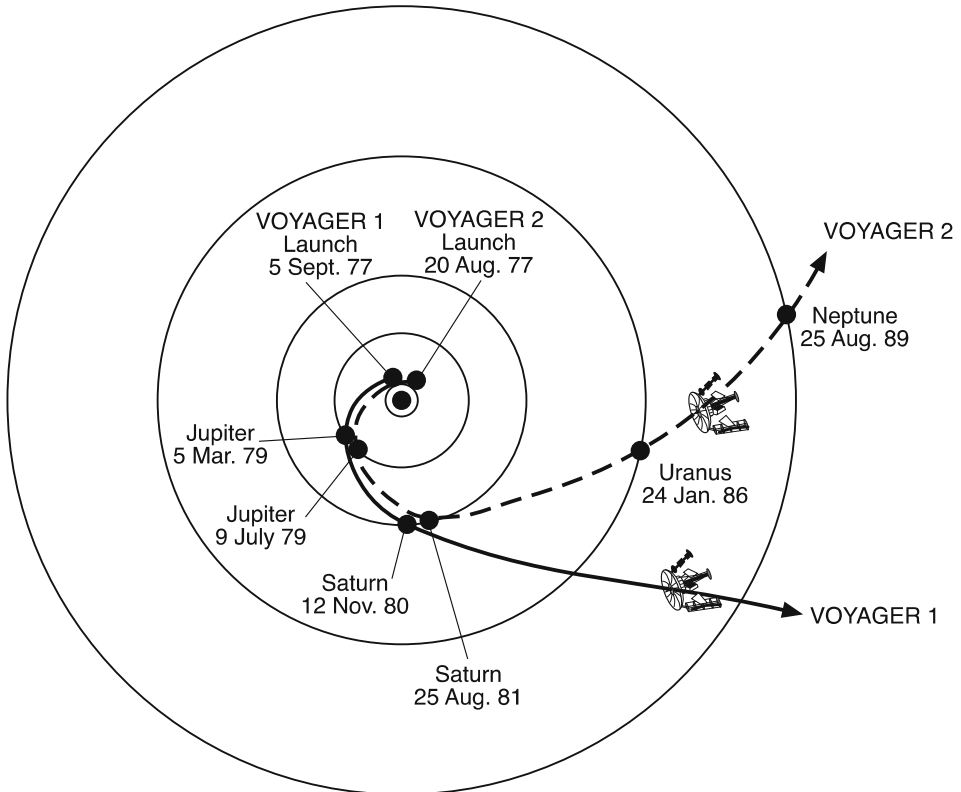 VOYAGER 1
Launch
5 Sept. 77
VOYAGER 2
Launch
20 Aug. 77
VOYAGER 2
Neptune
25 Aug. 89
Jupiter
5 Mar. 79
Uranus
24 Jan. 86
Jupiter
9 July 79
Saturn
12 Nov. 80
VOYAGER 1
Saturn
25 Aug. 81